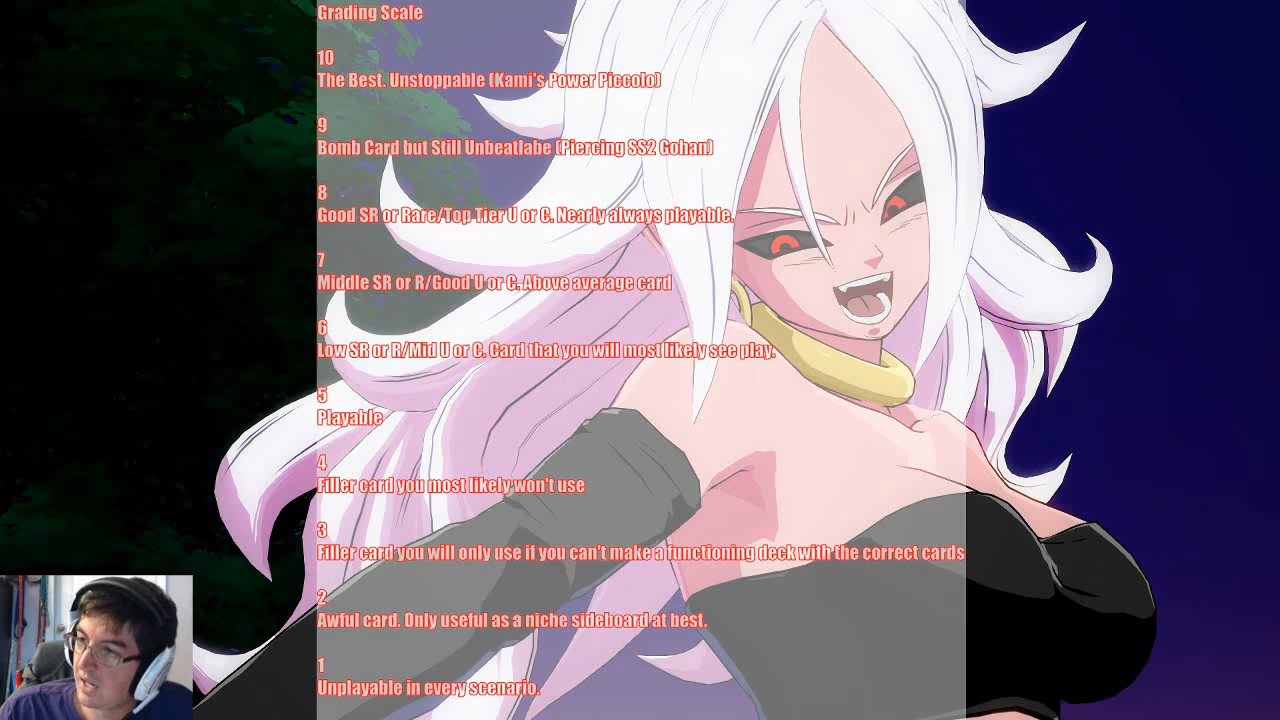 Grading Scale
10
The Best. Unstoppable (Kami's Power Piccolo)
9
Bomb Card but Still Unbeatlabe (Piercing SS2 Gohan)
8
Good SR or Rare/Top Tier U or C. Nearly always playable.
7
Middle SR or R/Good U or C. Above average card
6
Low SR or R/Mid U or C. Card that you will most likely see play.
5
Playable
4
Filler card you most likely won't use
3
Filler card you will only use if you can't make a functioning deck with the correct cards
2
Awful card. Only useful as a niche sideboard at best.
1
Unplayable in every scenario.